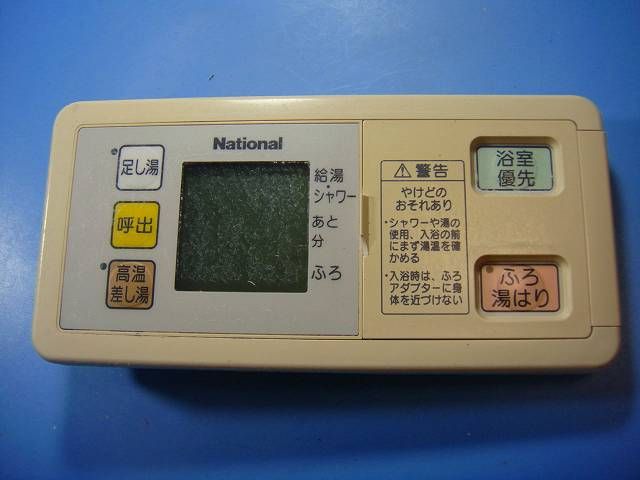 National
足し湯
呼出
高温
差し湯
給湯
・
シャワー
あと
分
ふろ
⚠警告
やけどの
おそれあり
・シャワーや湯の
使用、入浴の前
にまず湯温を確
かめる
・入浴時は、ふろ
アダプターに身
体を近づけない
浴室
優先
ふろ
湯はり